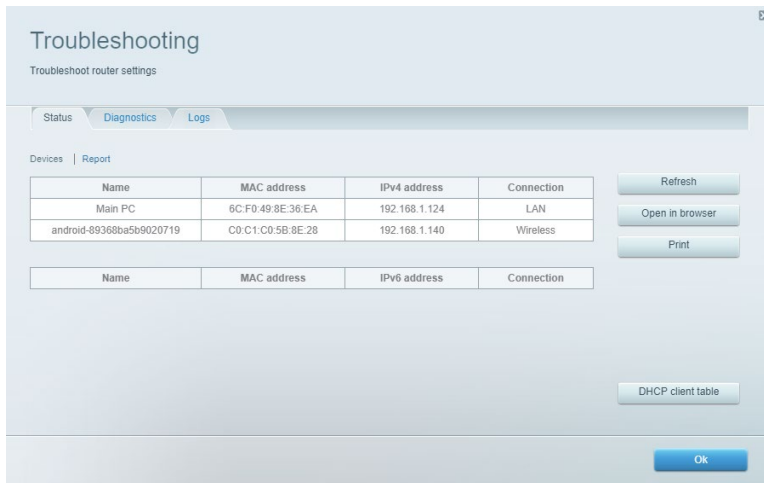 Troubleshooting
Troubleshoot router settings
Status Diagnostics Logs
Devices | Report
Name MAC address IPv4 address Connection
Main PC 6C:F0:49:8E:36:EA 192.168.1.124 LAN
android-89368ba5b9020719 C0:C1:C0:5B:8E:28 192.168.1.140 Wireless
Refresh
Open in browser
Print
Name MAC address IPv6 address Connection
DHCP client table
Ok